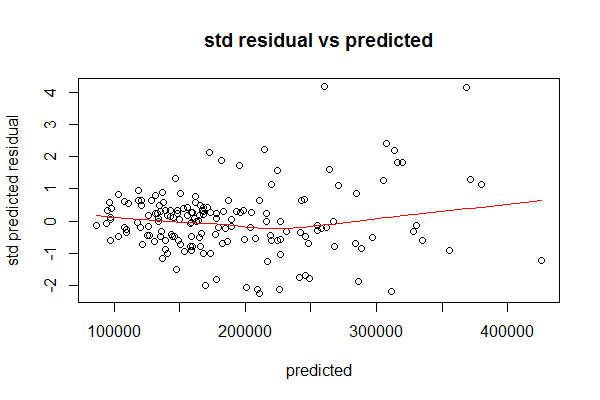 std residual vs predicted
std predicted residual
4
3
2
1
0
-1
-2
100000 200000 300000 400000
predicted